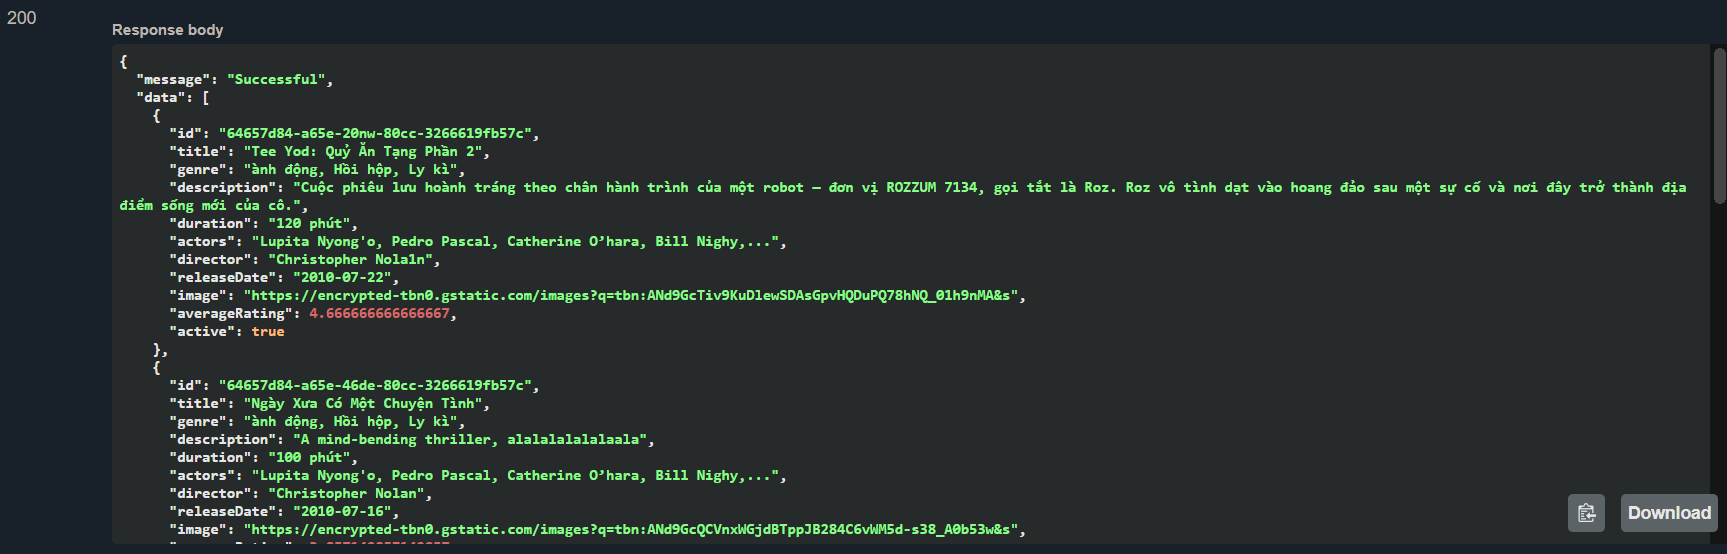 200
Response body
{
"message": "Successful",
"data": [
{
"id": "64657d84-a65e-20nw-80cc-3266619fb57c",
"title": "Tee Yod: Quỷ Ăn Tạng Phần 2",
"genre": "ành động, Hồi hộp, Ly kì",
"description": "Cuộc phiêu lưu hoành tráng theo chân hành trình của một robot – đơn vị ROZZUM 7134, gọi tắt là Roz. Roz vô tình dạt vào hoang đảo sau một sự cố và nơi đây trở thành địa
điểm sống mới của cô.",
"duration": "120 phút",
"actors": "Lupita Nyong'o, Pedro Pascal, Catherine O’hara, Bill Nighy,...",
"director": "Christopher Nola1n",
"releaseDate": "2010-07-22",
"image": "https://encrypted-tbn0.gstatic.com/images?q=tbn:ANd9GcTiv9KuDlewSDAsGpvHQDuPQ78hNQ_01h9nMA&s",
"averageRating": 4.666666666666667,
"active": true
},
{
"id": "64657d84-a65e-46de-80cc-3266619fb57c",
"title": "Ngày Xưa Có Một Chuyện Tình",
"genre": "ành động, Hồi hộp, Ly kì",
"description": "A mind-bending thriller, alalalalalalaala",
"duration": "100 phút",
"actors": "Lupita Nyong'o, Pedro Pascal, Catherine O’hara, Bill Nighy,...",
"director": "Christopher Nolan",
"releaseDate": "2010-07-16",
"image": "https://encrypted-tbn0.gstatic.com/images?q=tbn:ANd9GcQCVnxWGjdBTppJB284C6vWM5d-s38_A0b53w&s",
Download